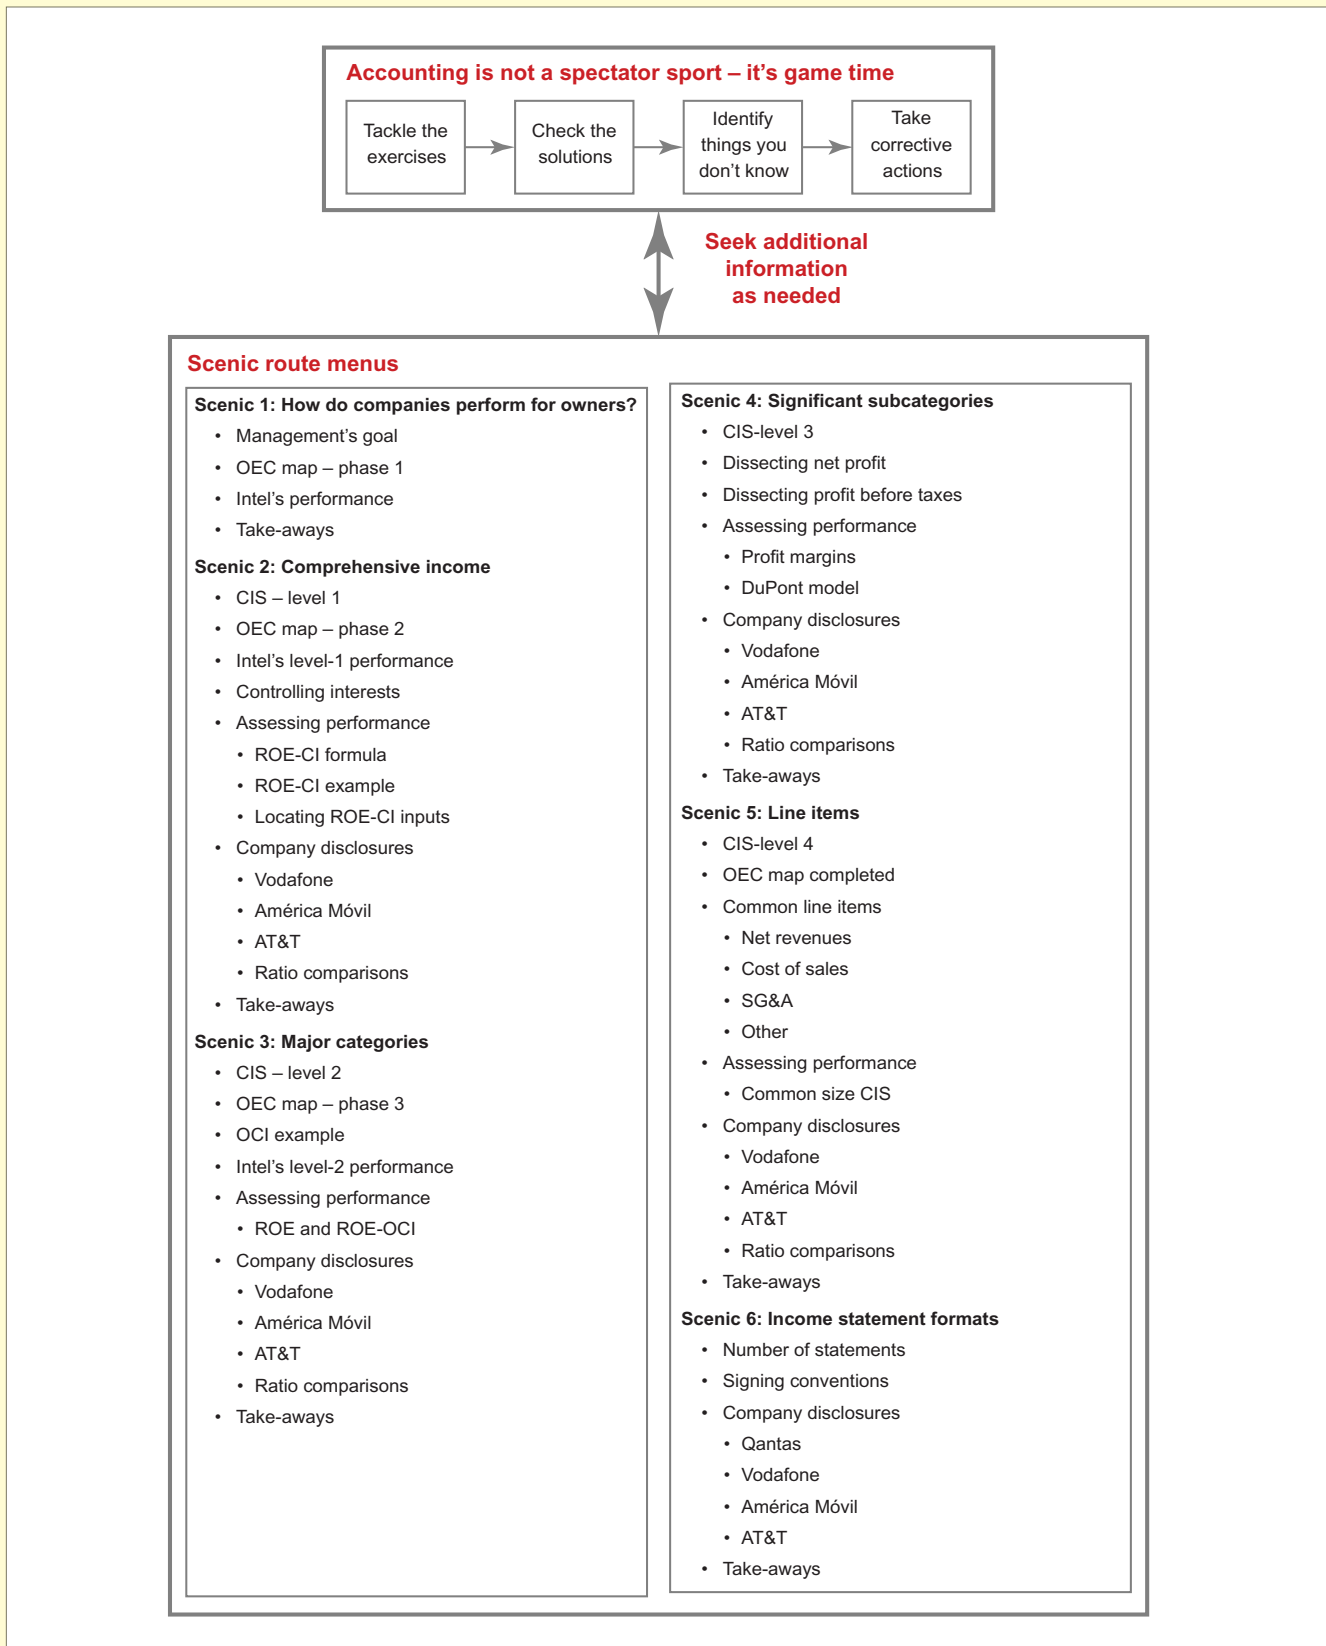 Accounting is not a spectator sport – it's game time
Tackle the
exercises
Check the
solutions
Identify
things you
don't know
Take
corrective
actions
Seek additional
information
as needed
Scenic route menus
Scenic 1: How do companies perform for owners?
• Management's goal
• OEC map – phase 1
• Intel's performance
• Take-aways
Scenic 2: Comprehensive income
• CIS – level 1
• OEC map – phase 2
• Intel's level-1 performance
• Controlling interests
• Assessing performance
• ROE-CI formula
• ROE-CI example
• Locating ROE-CI inputs
• Company disclosures
• Vodafone
• América Móvil
• AT&T
• Ratio comparisons
• Take-aways
Scenic 3: Major categories
• CIS – level 2
• OEC map – phase 3
• OCI example
• Intel's level-2 performance
• Assessing performance
• ROE and ROE-OCI
• Company disclosures
• Vodafone
• América Móvil
• AT&T
• Ratio comparisons
• Take-aways
Scenic 4: Significant subcategories
• CIS-level 3
• Dissecting net profit
• Dissecting profit before taxes
• Assessing performance
• Profit margins
• DuPont model
• Company disclosures
• Vodafone
• América Móvil
• AT&T
• Ratio comparisons
• Take-aways
Scenic 5: Line items
• CIS-level 4
• OEC map completed
• Common line items
• Net revenues
• Cost of sales
• SG&A
• Other
• Assessing performance
• Common size CIS
• Company disclosures
• Vodafone
• América Móvil
• AT&T
• Ratio comparisons
• Take-aways
Scenic 6: Income statement formats
• Number of statements
• Signing conventions
• Company disclosures
• Qantas
• Vodafone
• América Móvil
• AT&T
• Take-aways